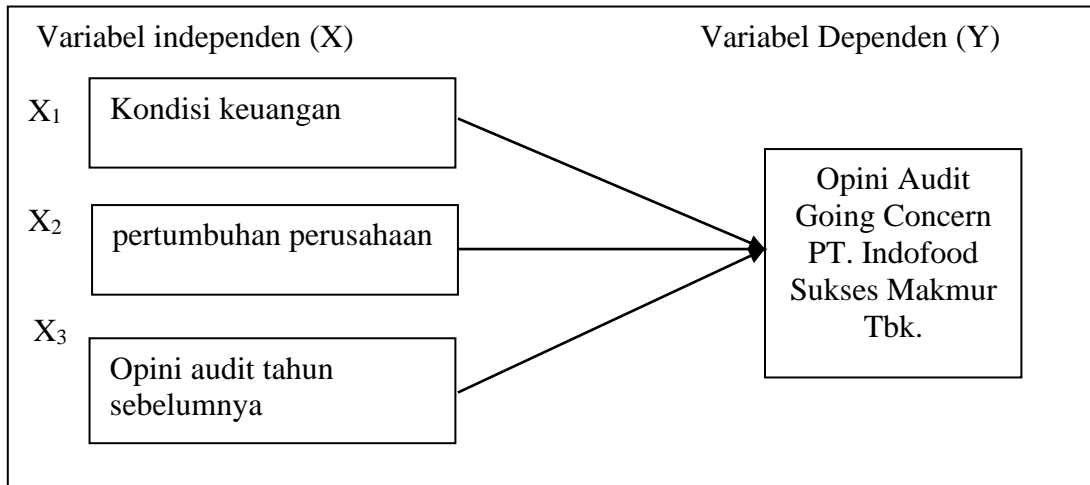 Variabel independen (X)
Variabel Dependen (Y)
X₁
Kondisi keuangan
X₂
pertumbuhan perusahaan
X₃
Opini audit tahun
sebelumnya
Opini Audit
Going Concern
PT. Indofood
Sukses Makmur
Tbk.